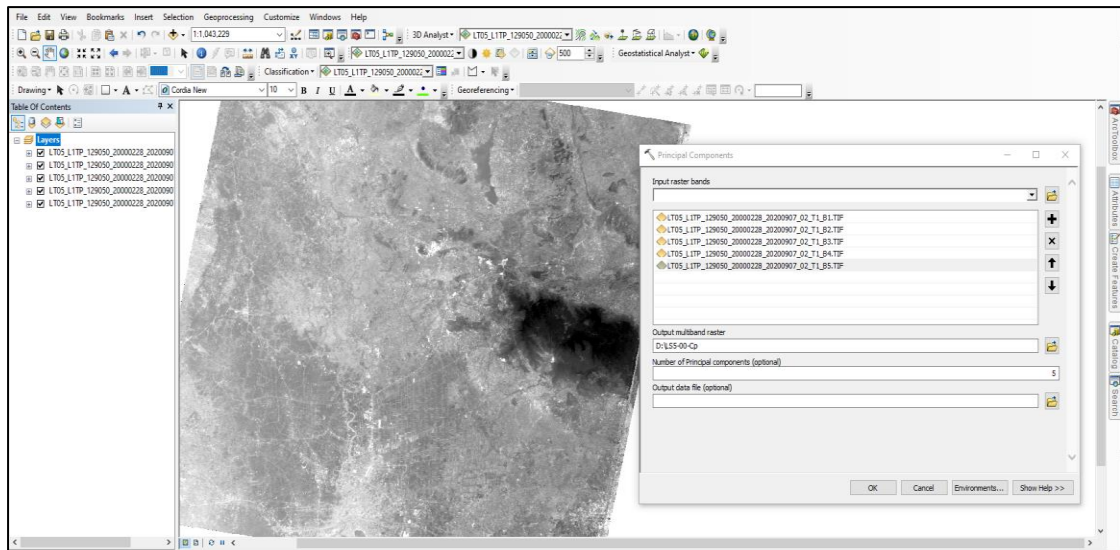 File Edit View Bookmarks Insert Selection Geoprocessing Customize Windows Help
1:1,043,229 3D Analyst LT05_L1TP_129050_200022
LT05_L1TP_129050_2000022 500 Geostatistical Analyst
Classification LT05_L1TP_129050_2000022
Drawing A Cordia New 10 B I U A Georeferencing
Table Of Contents
Layers
LT05_L1TP_129050_20000228_2020090
LT05_L1TP_129050_20000228_2020090
LT05_L1TP_129050_20000228_2020090
LT05_L1TP_129050_20000228_2020090
LT05_L1TP_129050_20000228_2020090
Principal Components
Input raster bands
LT05_L1TP_129050_20000228_20200907_02_T1_B1.TIF
LT05_L1TP_129050_20000228_20200907_02_T1_B2.TIF
LT05_L1TP_129050_20000228_20200907_02_T1_B3.TIF
LT05_L1TP_129050_20000228_20200907_02_T1_B4.TIF
LT05_L1TP_129050_20000228_20200907_02_T1_B5.TIF
Output multiband raster
D:\LS5-00-Cp
Number of Principal components (optional)
5
Output data file (optional)
OK Cancel Environments... Show Help >>
ArcToolbox
Attributes
Create Features
Catalog
Search